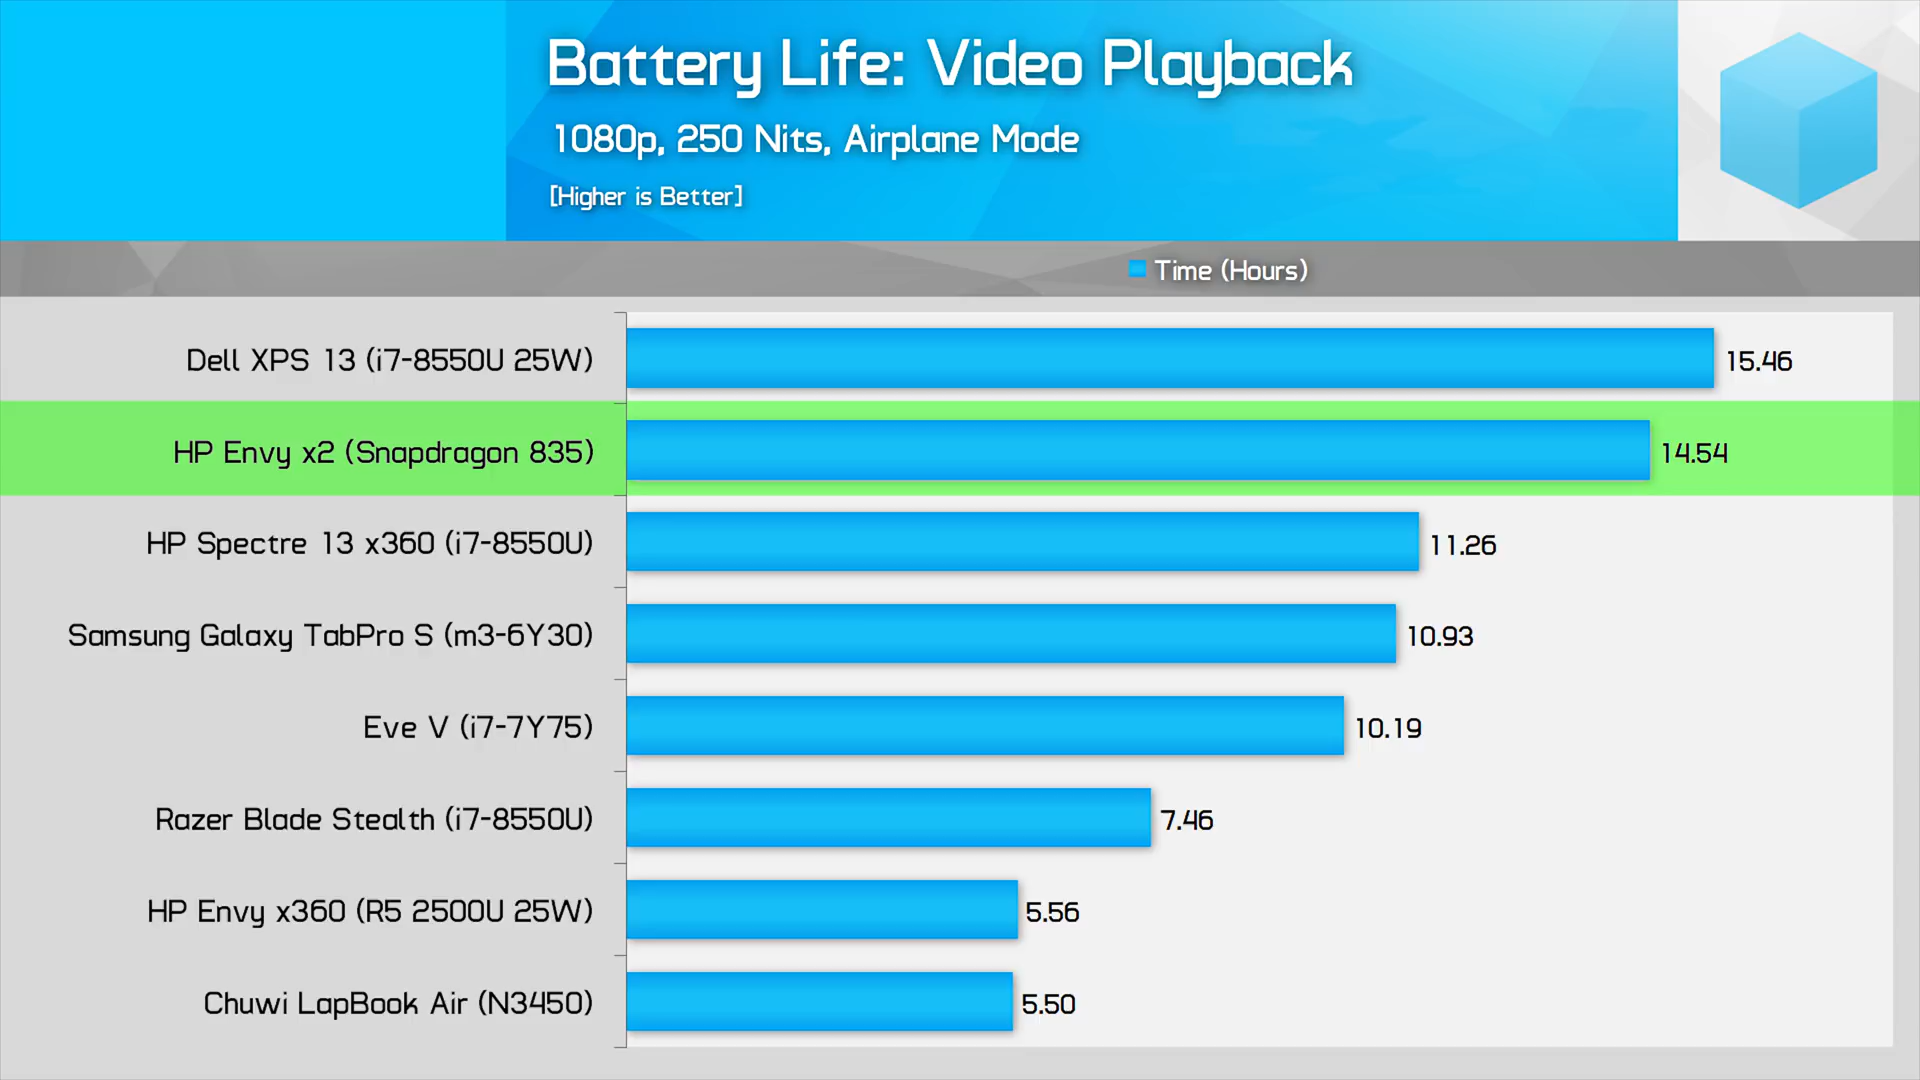 Battery Life: Video Playback
1080p, 250 Nits, Airplane Mode
[Higher is Better]
Time (Hours)
Dell XPS 13 (i7-8550U 25W) 15.46
HP Envy x2 (Snapdragon 835) 14.54
HP Spectre 13 x360 (i7-8550U) 11.26
Samsung Galaxy TabPro S (m3-6Y30) 10.93
Eve V (i7-7Y75) 10.19
Razer Blade Stealth (i7-8550U) 7.46
HP Envy x360 (R5 2500U 25W) 5.56
Chuwi LapBook Air (N3450) 5.50